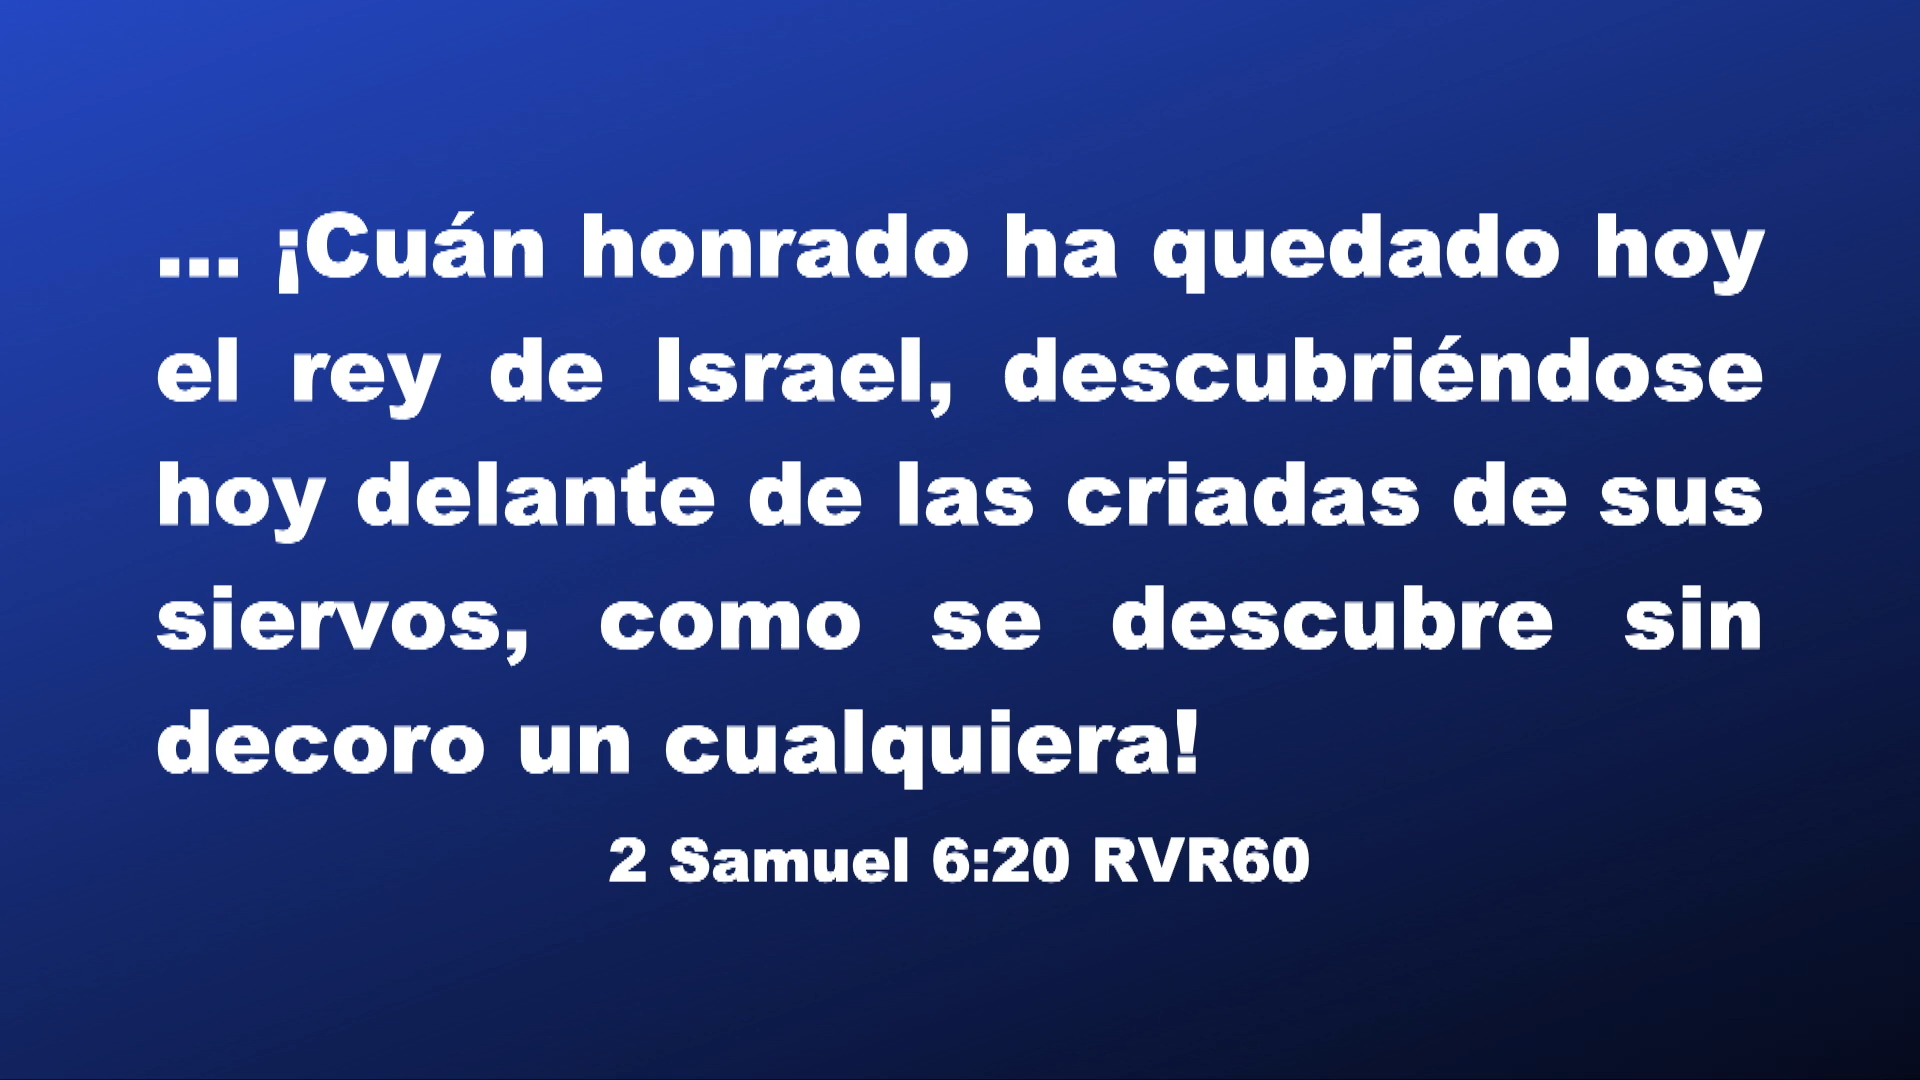 ... ¡Cuán honrado ha quedado hoy
el rey de Israel, descubriéndose
hoy delante de las criadas de sus
siervos, como se descubre sin
decoro un cualquiera!
2 Samuel 6:20 RVR60